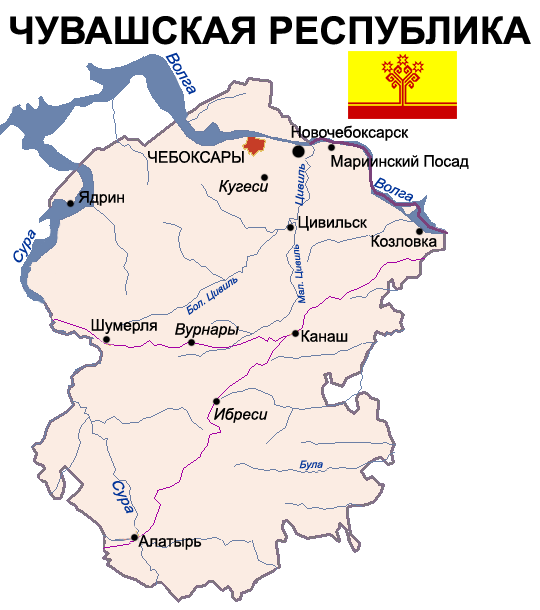 ЧУВАШСКАЯ РЕСПУБЛИКА
Волга
Новочебоксарск
ЧЕБОКСАРЫ
Мариинский Посад
Кугеси
Цивиль
Волга
Ядрин
Цивильск
Козловка
Сура
Мал. Цивиль
Бол. Цивиль
Шумерля
Вурнары
Канаш
Ибреси
Була
Сура
Алатырь